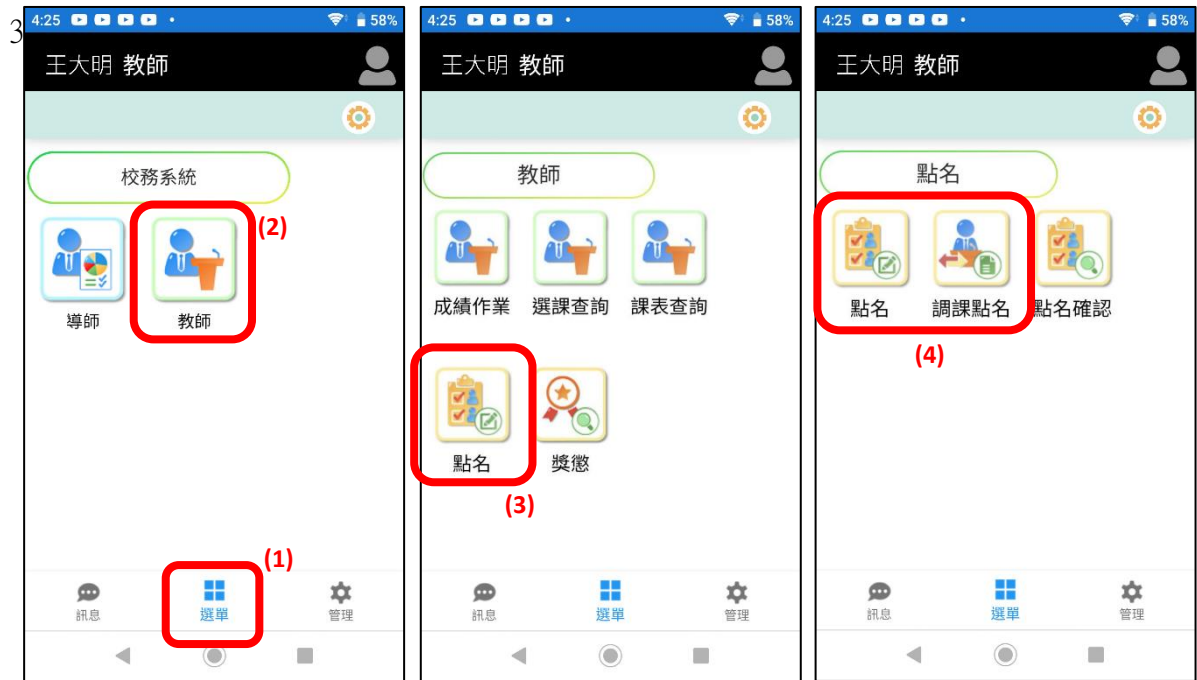 3
4:25 58%
王大明 教師
校務系統
(2)
導師 教師
(1)
訊息 選單 管理
4:25 58%
王大明 教師
教師
成績作業 選課查詢 課表查詢
點名 獎懲
(3)
訊息 選單 管理
4:25 58%
王大明 教師
點名
點名 調課點名 點名確認
(4)
訊息 選單 管理